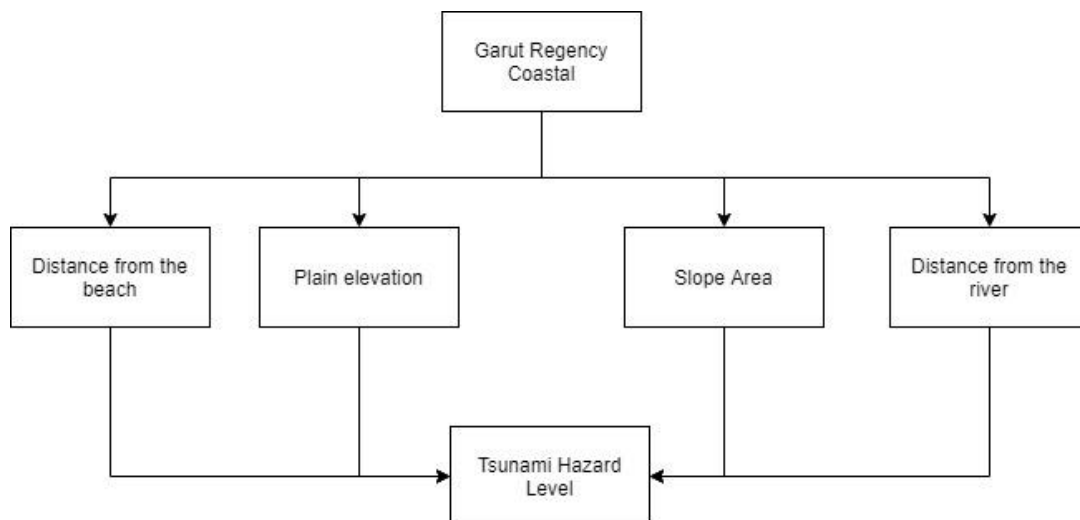 Garut Regency
Coastal
Distance from the
beach
Plain elevation
Slope Area
Distance from the
river
Tsunami Hazard
Level